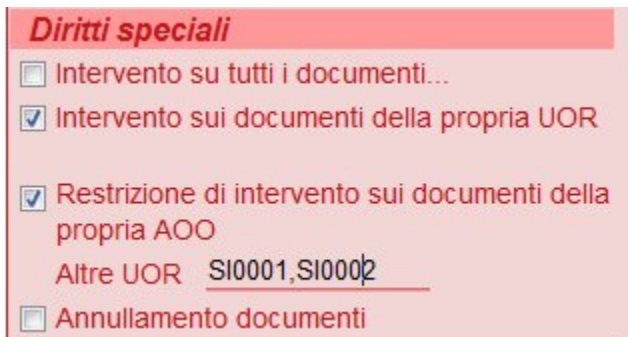 Diritti speciali
Intervento su tutti i documenti...
Intervento sui documenti della propria UOR
Restrizione di intervento sui documenti della
propria AOO
Altre UOR SI0001,SI0002
Annullamento documenti